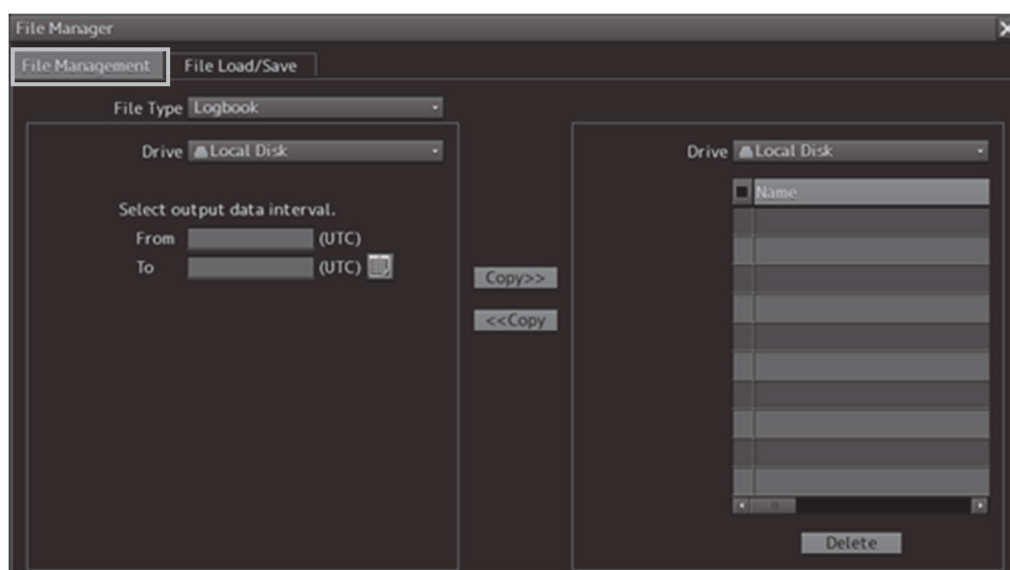 File Manager
File Management
File Load/Save
File Type Logbook
Drive Local Disk
Select output data interval.
From (UTC)
To (UTC)
Copy>>
<<Copy
Drive Local Disk
Name
Delete